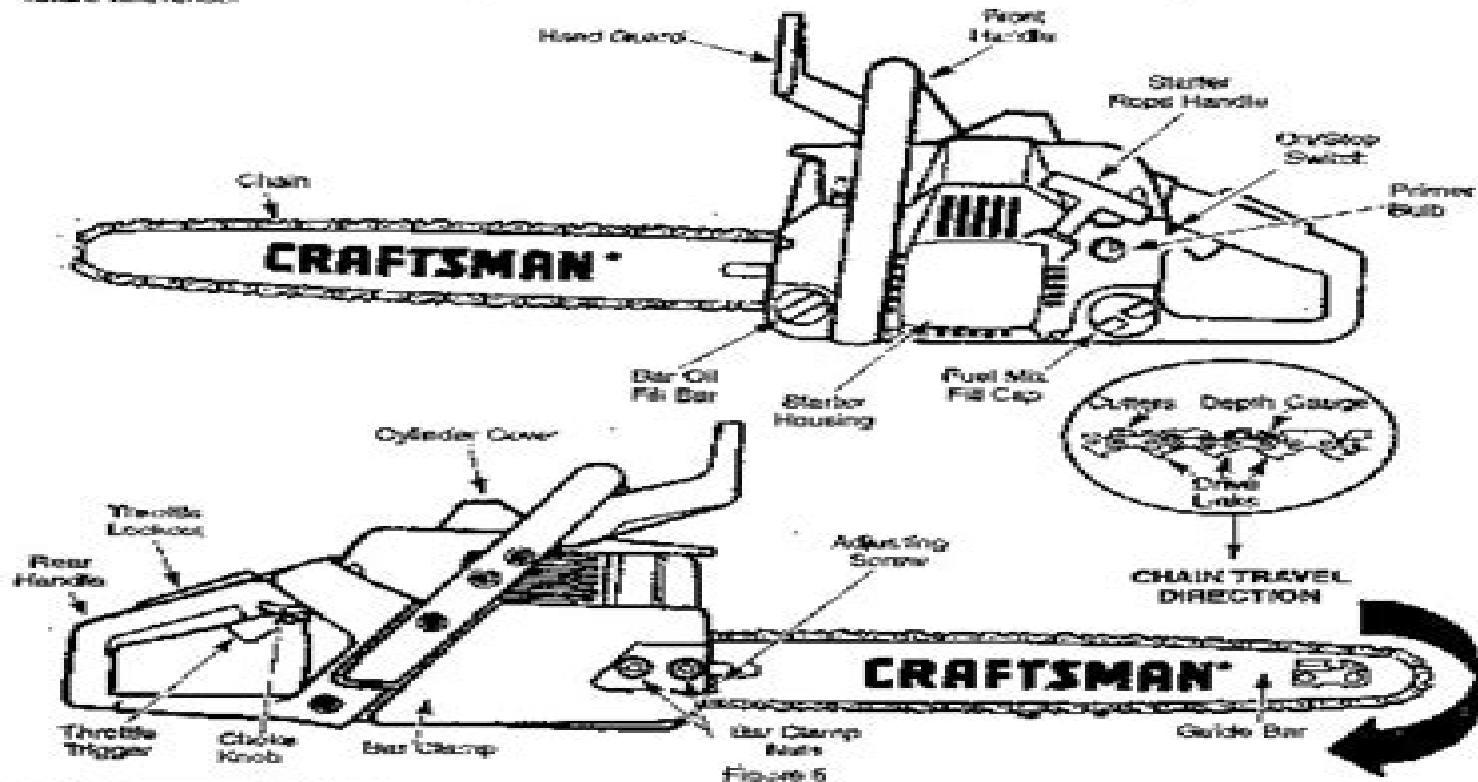 Hand Guard
Front
Handle
Starter
Rope Handle
On/Stop
Switch
Primer
Bulb
Chain
CRAFTSMAN
Bar Oil
Fill
Starter
Housing
Fuel Mix
Fill Cap
Cutters Depth Gauge
Drive
Links
Cylinder Cover
Throttle
Lockout
Rear
Handle
Adjusting
Screw
CHAIN TRAVEL
DIRECTION
CRAFTSMAN
Throttle
Trigger
Choke
Knob
Bar Clamp
Bar Clamp
Nuts
Guide Bar
Figure 6